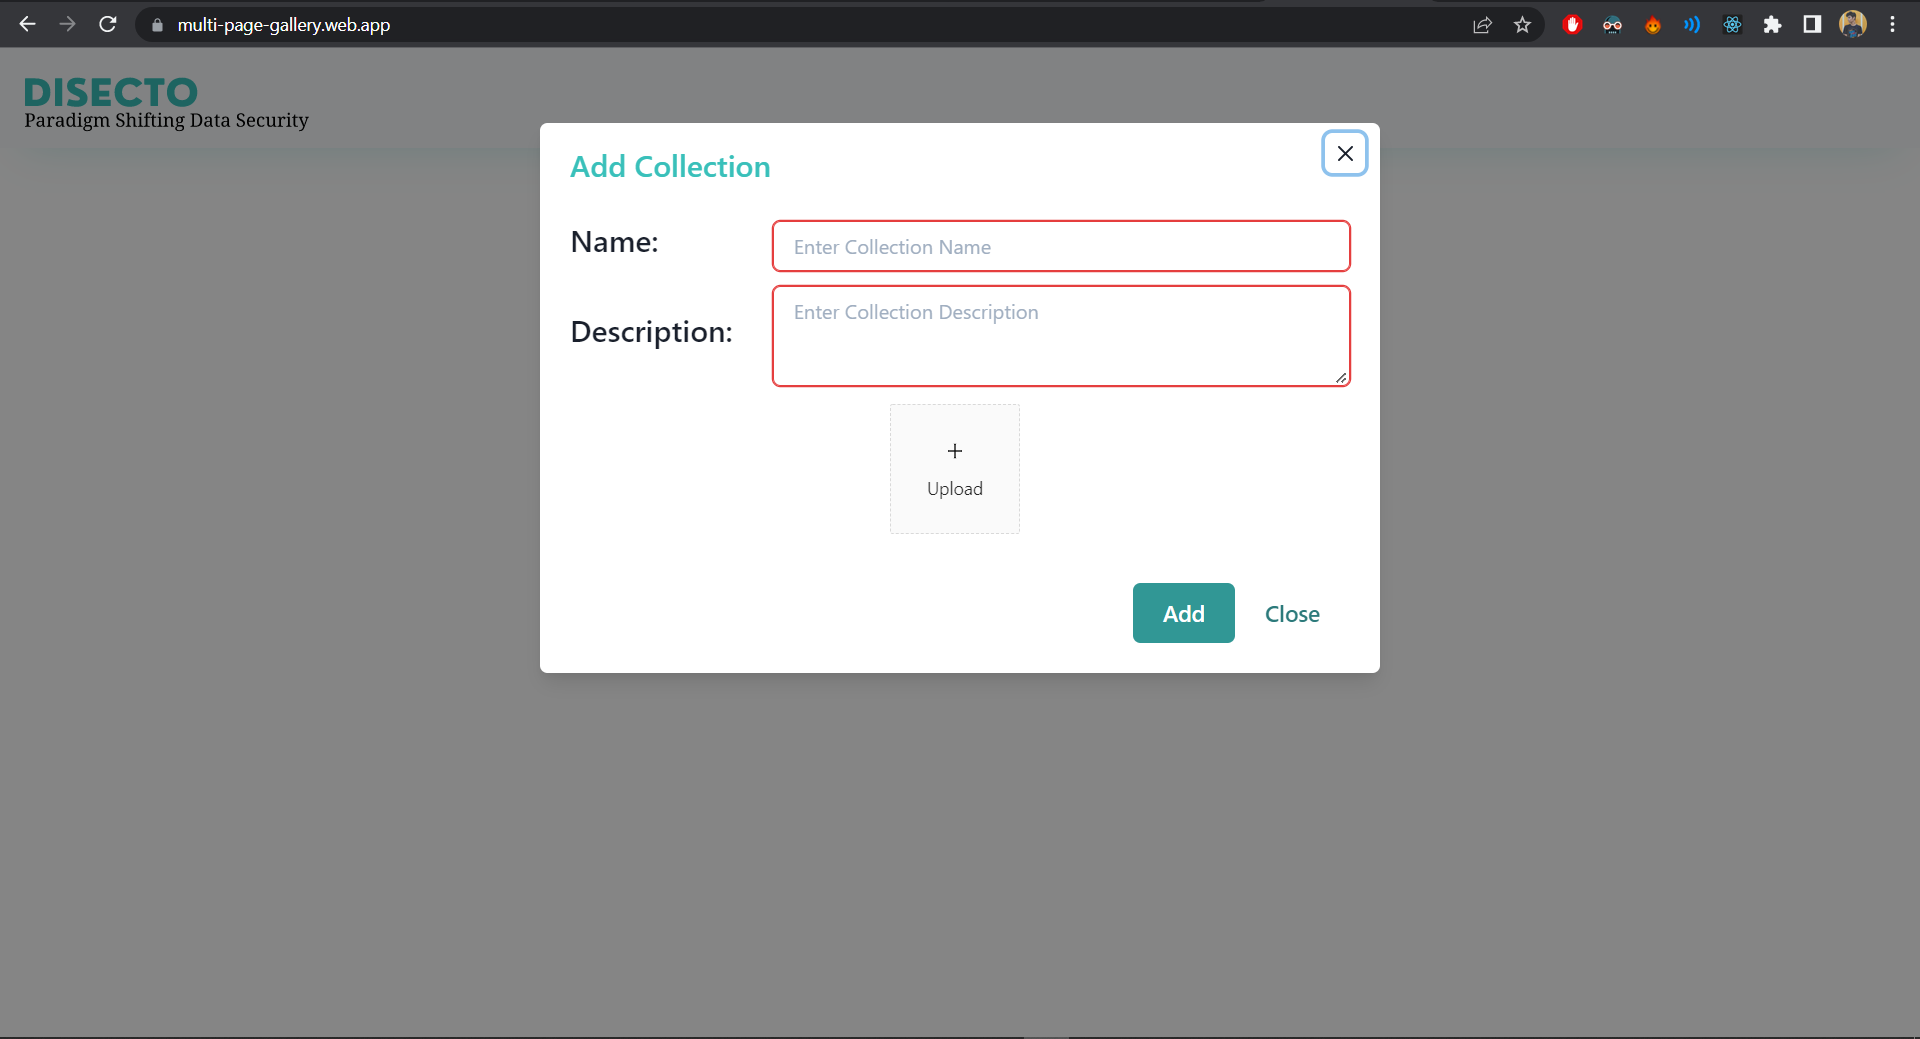 multi-page-gallery.web.app
DISECTO
Paradigm Shifting Data Security
Add Collection
Name:
Enter Collection Name
Description:
Enter Collection Description
Upload
Add
Close